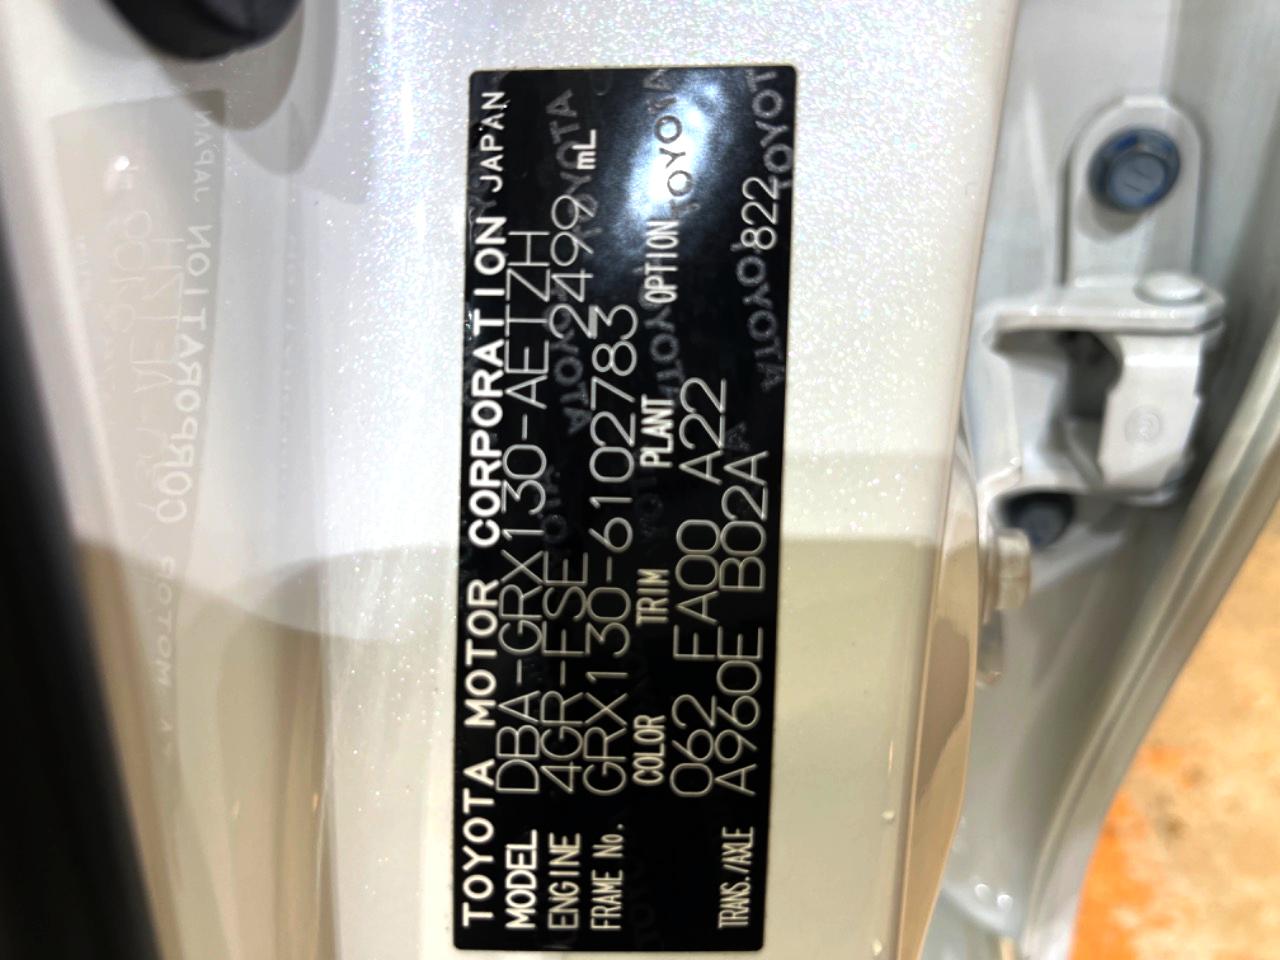 TOYOTA MOTOR CORPORATION JAPAN
MODEL DBA-GRX130-AETZH
ENGINE 4GR-FSE 2499 mL
FRAME No. GRX130-6102783
COLOR TRIM PLANT OPTION
062 FA00 A22
TRANS./AXLE A960E B02A 822